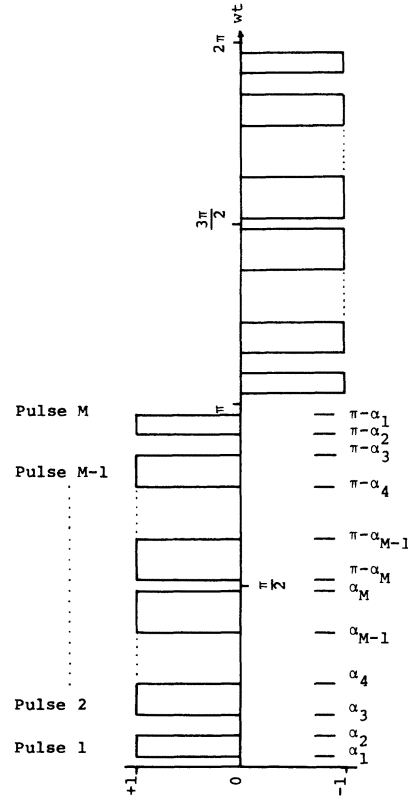 wt
2π
3π
2
Pulse M
π
π-α1
π-α2
π-α3
Pulse M-1
π-α4
π-αM-1
π-αM
π
2
αM
αM-1
α4
Pulse 2
α3
α2
Pulse 1
α1
+1
0
-1